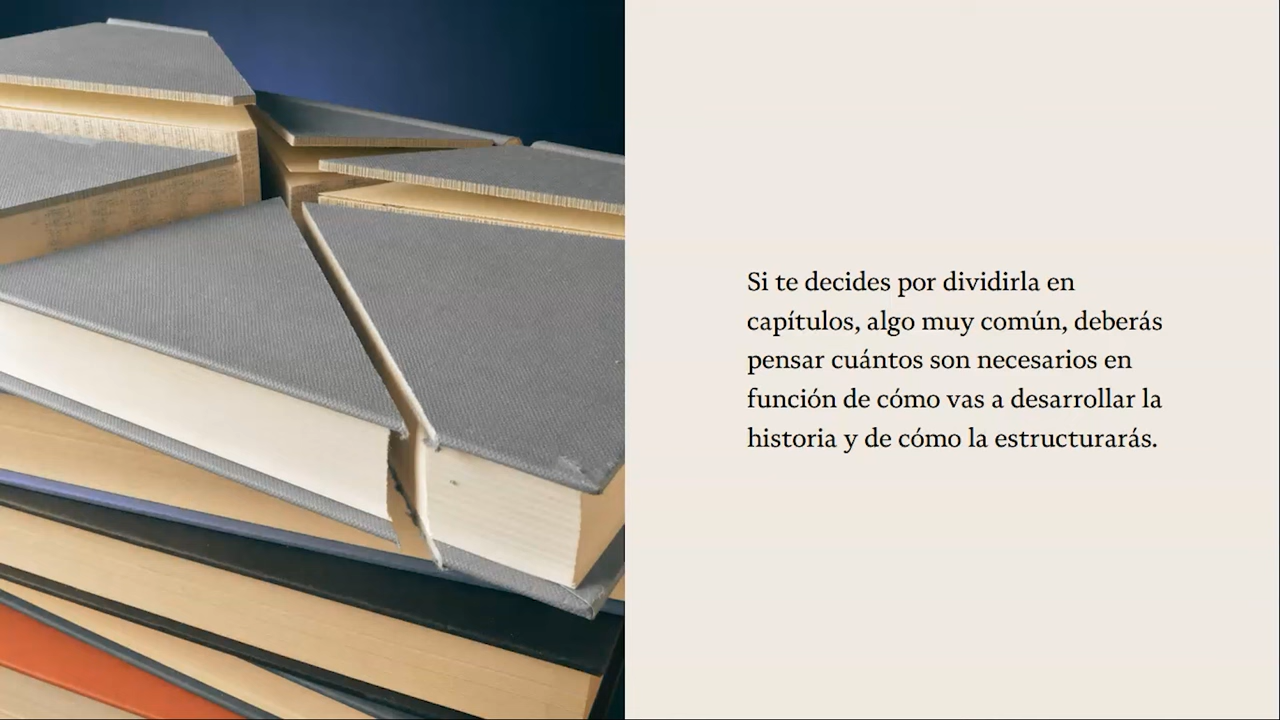 Si te decides por dividirla en
capítulos, algo muy común, deberás
pensar cuántos son necesarios en
función de cómo vas a desarrollar la
historia y de cómo la estructurarás.